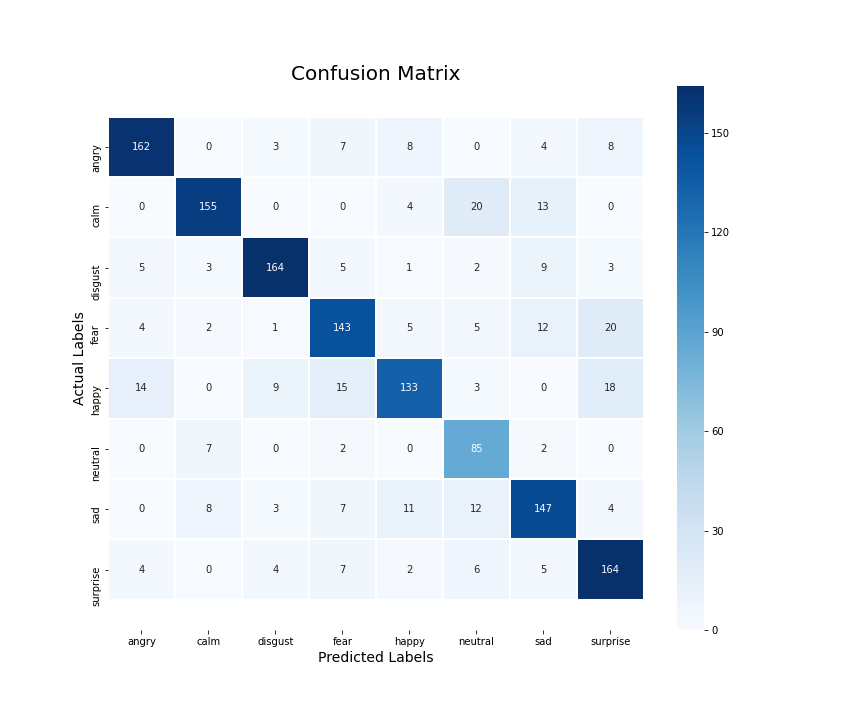 Confusion Matrix
Actual Labels
angry 162 0 3 7 8 0 4 8
calm 0 155 0 0 4 20 13 0
disgust 5 3 164 5 1 2 9 3
fear 4 2 1 143 5 5 12 20
happy 14 0 9 15 133 3 0 18
neutral 0 7 0 2 0 85 2 0
sad 0 8 3 7 11 12 147 4
surprise 4 0 4 7 2 6 5 164
angry calm disgust fear happy neutral sad surprise
Predicted Labels
150
120
90
60
30
0